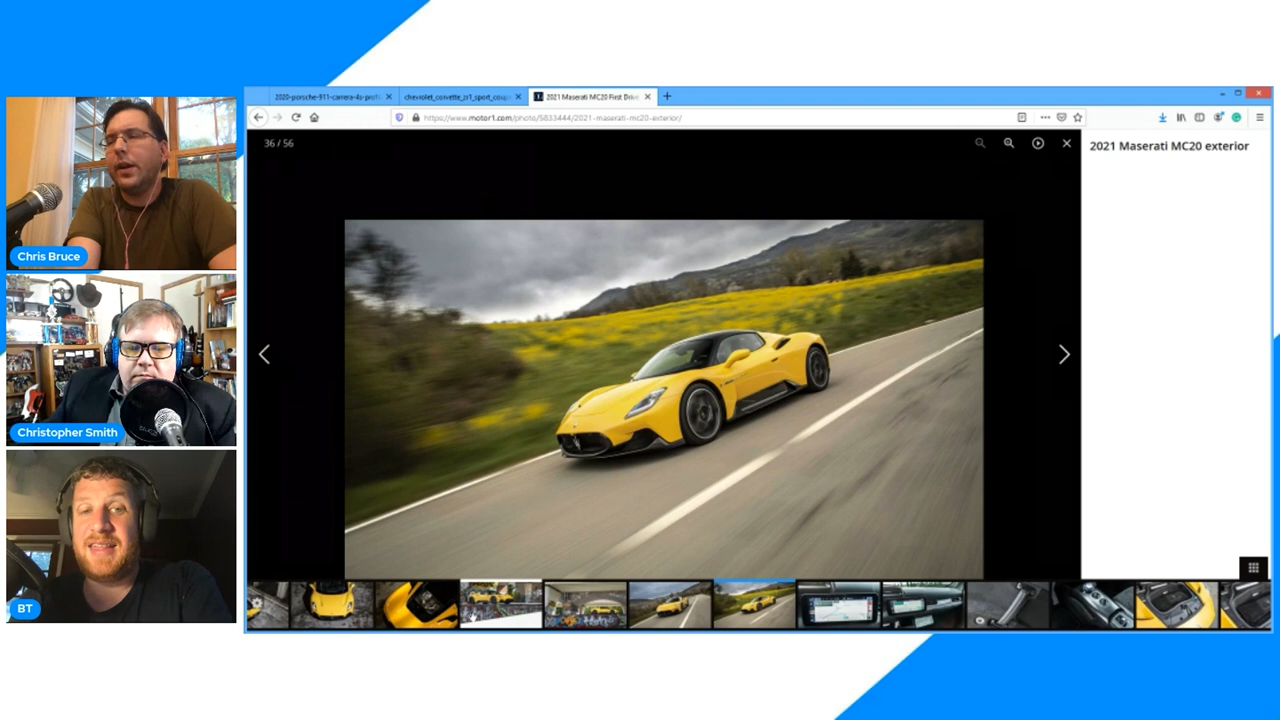 2020-porsche-911-carrera-4s-profi
chevrolet_corvette_zr1_sport_coup
2021 Maserati MC20 First Drive
https://www.motor1.com/photo/5833444/2021-maserati-mc20-exterior/
36 / 56
2021 Maserati MC20 exterior
Chris Bruce
Christopher Smith
BT